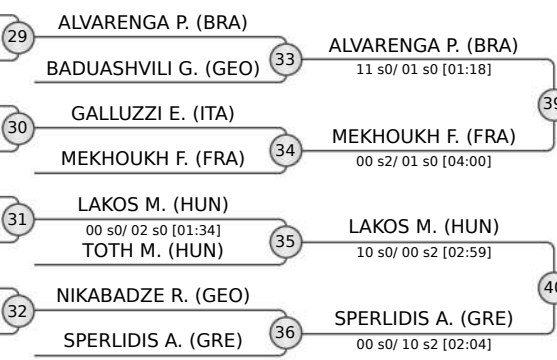 29
ALVARENGA P. (BRA)
BADUASHVILI G. (GEO)
33
ALVARENGA P. (BRA)
11 s0/ 01 s0 [01:18]
39
30
GALLUZZI E. (ITA)
MEKHOUKH F. (FRA)
34
MEKHOUKH F. (FRA)
00 s2/ 01 s0 [04:00]
31
LAKOS M. (HUN)
00 s0/ 02 s0 [01:34]
TOTH M. (HUN)
35
LAKOS M. (HUN)
10 s0/ 00 s2 [02:59]
40
32
NIKABADZE R. (GEO)
SPERLIDIS A. (GRE)
36
SPERLIDIS A. (GRE)
00 s0/ 10 s2 [02:04]